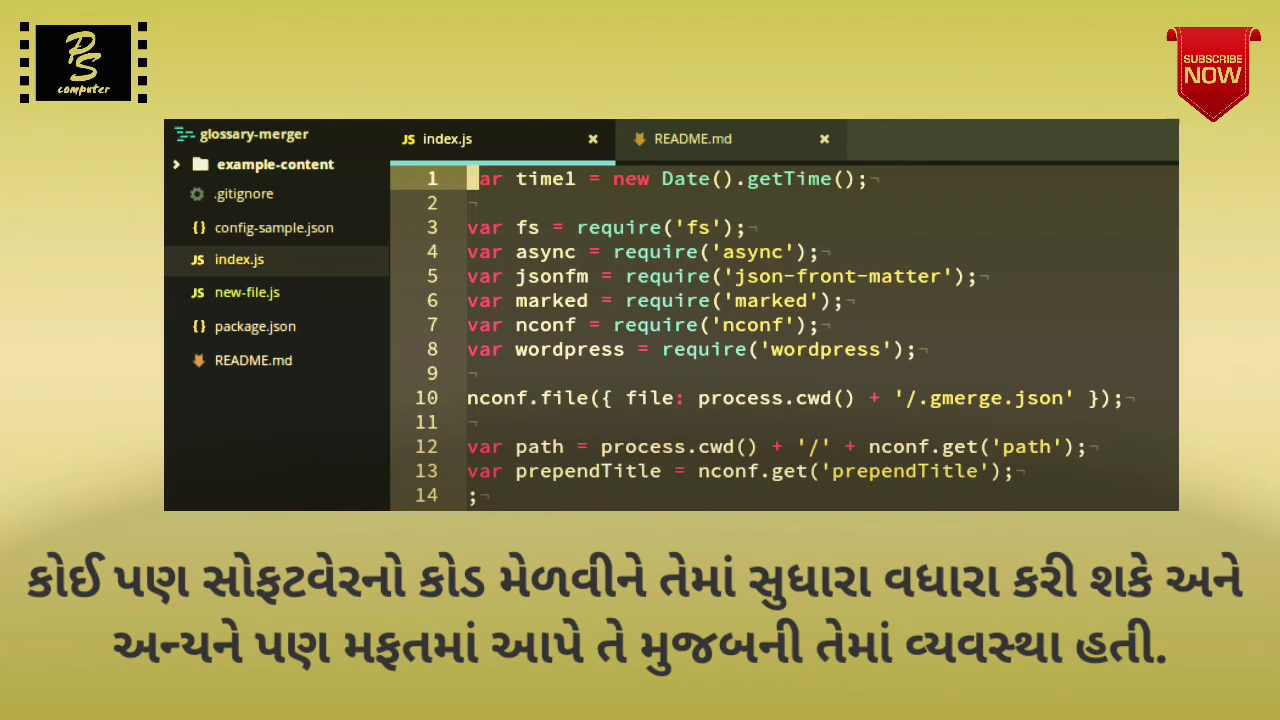 PS
computer
SUBSCRIBE
NOW
glossary-merger
example-content
.gitignore
{} config-sample.json
JS index.js
JS new-file.js
{} package.json
README.md
JS index.js x README.md x
1 var time1 = new Date().getTime();¬
2 ¬
3 var fs = require('fs');¬
4 var async = require('async');¬
5 var jsonfm = require('json-front-matter');¬
6 var marked = require('marked');¬
7 var nconf = require('nconf');¬
8 var wordpress = require('wordpress');¬
9 ¬
10 nconf.file({ file: process.cwd() + '/.gmerge.json' });¬
11 ¬
12 var path = process.cwd() + '/' + nconf.get('path');¬
13 var prependTitle = nconf.get('prependTitle');¬
14 ;¬
કોઈ પણ સોફટવેરનો કોડ મેળવીને તેમાં સુધારા વધારા કરી શકે અને
અન્યને પણ મફતમાં આપે તે મુજબની તેમાં વ્યવસ્થા હતી.